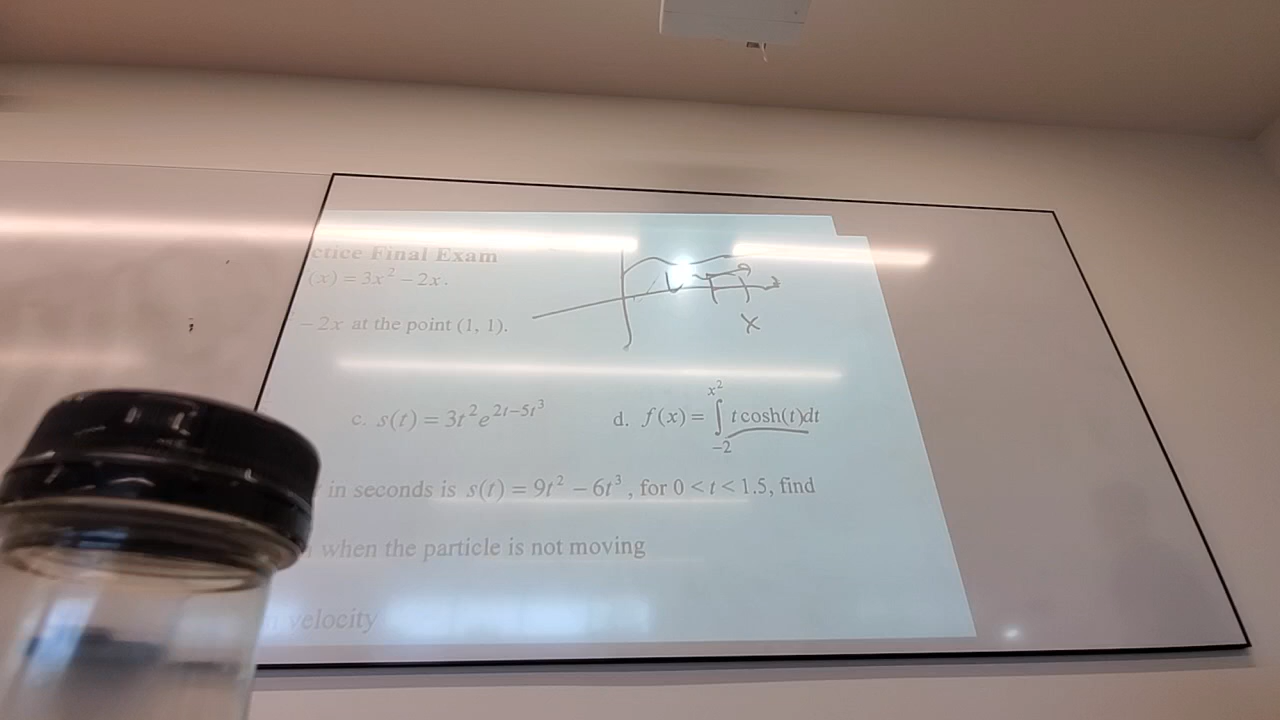 ctice Final Exam
(x) = 3x² − 2x.
− 2x at the point (1, 1).
x
c. s(t) = 3t²e^{2t−5t³} d. f(x) = ∫_{−2}^{x²} t cosh(t)dt
in seconds is s(t) = 9t² − 6t³, for 0 < t < 1.5, find
when the particle is not moving
velocity